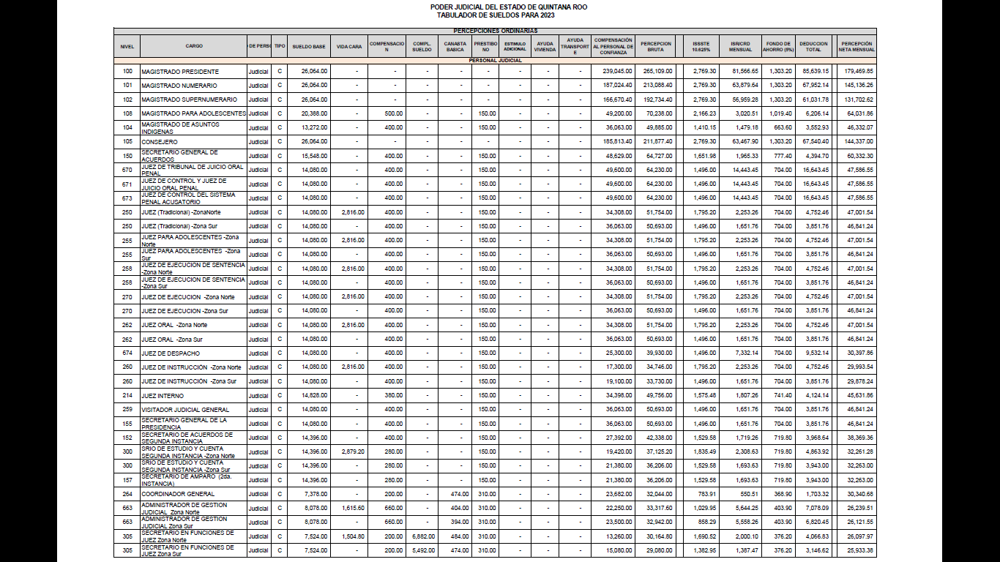 PODER JUDICIAL DEL ESTADO DE QUINTANA ROO
TABULADOR DE SUELDOS PARA 2023
PERCEPCIONES ORDINARIAS
NIVEL CARGO O DE PERSO TIPO SUELDO BASE VIDA CARA COMPENSACION COMPL. SUELDO CANASTA BASICA PRESTIBONO ESTIMULO ADICIONAL AYUDA VIVIENDA AYUDA TRANSPORTE COMPENSACIÓN AL PERSONAL DE CONFIANZA PERCEPCION BRUTA ISSSTE 10.625% ISR/CRD MENSUAL FONDO DE AHORRO (5%) DEDUCCION TOTAL PERCEPCIÓN NETA MENSUAL
PERSONAL JUDICIAL
100 MAGISTRADO PRESIDENTE Judicial C 26,064.00 - - - - - - - - 239,045.00 265,109.00 2,769.30 81,566.65 1,303.20 85,639.15 179,469.85
101 MAGISTRADO NUMERARIO Judicial C 26,064.00 - - - - - - - - 187,024.40 213,088.40 2,769.30 63,879.64 1,303.20 67,952.14 145,136.26
102 MAGISTRADO SUPERNUMERARIO Judicial C 26,064.00 - - - - - - - - 166,670.40 192,734.40 2,769.30 56,959.28 1,303.20 61,031.78 131,702.62
108 MAGISTRADO PARA ADOLESCENTES Judicial C 20,388.00 - 500.00 - - 150.00 - - - 49,200.00 70,238.00 2,166.23 3,020.51 1,019.40 6,206.14 64,031.86
104 MAGISTRADO DE ASUNTOS INDIGENAS Judicial C 13,272.00 - 400.00 - - 150.00 - - - 36,063.00 49,885.00 1,410.15 1,479.18 663.60 3,552.93 46,332.07
105 CONSEJERO Judicial C 26,064.00 - - - - - - - - 185,813.40 211,877.40 2,769.30 63,467.90 1,303.20 67,540.40 144,337.00
150 SECRETARIO GENERAL DE ACUERDOS Judicial C 15,548.00 - 400.00 - - 150.00 - - - 48,629.00 64,727.00 1,651.98 1,965.33 777.40 4,394.70 60,332.30
670 JUEZ DE TRIBUNAL DE JUICIO ORAL PENAL Judicial C 14,080.00 - 400.00 - - 150.00 - - - 49,600.00 64,230.00 1,496.00 14,443.45 704.00 16,643.45 47,586.55
671 JUEZ DE CONTROL Y JUEZ DE JUICIO ORAL PENAL Judicial C 14,080.00 - 400.00 - - 150.00 - - - 49,600.00 64,230.00 1,496.00 14,443.45 704.00 16,643.45 47,586.55
673 JUEZ DE CONTROL DEL SISTEMA PENAL ACUSATORIO Judicial C 14,080.00 - 400.00 - - 150.00 - - - 49,600.00 64,230.00 1,496.00 14,443.45 704.00 16,643.45 47,586.55
250 JUEZ (Tradicional) -ZonaNorte Judicial C 14,080.00 2,816.00 400.00 - - 150.00 - - - 34,308.00 51,754.00 1,795.20 2,253.26 704.00 4,752.46 47,001.54
250 JUEZ (Tradicional) -Zona Sur Judicial C 14,080.00 - 400.00 - - 150.00 - - - 36,063.00 50,693.00 1,496.00 1,651.76 704.00 3,851.76 46,841.24
255 JUEZ PARA ADOLESCENTES -Zona Norte Judicial C 14,080.00 2,816.00 400.00 - - 150.00 - - - 34,308.00 51,754.00 1,795.20 2,253.26 704.00 4,752.46 47,001.54
255 JUEZ PARA ADOLESCENTES -Zona Sur Judicial C 14,080.00 - 400.00 - - 150.00 - - - 36,063.00 50,693.00 1,496.00 1,651.76 704.00 3,851.76 46,841.24
258 JUEZ DE EJECUCION DE SENTENCIA -Zona Norte Judicial C 14,080.00 2,816.00 400.00 - - 150.00 - - - 34,308.00 51,754.00 1,795.20 2,253.26 704.00 4,752.46 47,001.54
258 JUEZ DE EJECUCION DE SENTENCIA -Zona Sur Judicial C 14,080.00 - 400.00 - - 150.00 - - - 36,063.00 50,693.00 1,496.00 1,651.76 704.00 3,851.76 46,841.24
270 JUEZ DE EJECUCION -Zona Norte Judicial C 14,080.00 2,816.00 400.00 - - 150.00 - - - 34,308.00 51,754.00 1,795.20 2,253.26 704.00 4,752.46 47,001.54
270 JUEZ DE EJECUCION -Zona Sur Judicial C 14,080.00 - 400.00 - - 150.00 - - - 36,063.00 50,693.00 1,496.00 1,651.76 704.00 3,851.76 46,841.24
262 JUEZ ORAL -Zona Norte Judicial C 14,080.00 2,816.00 400.00 - - 150.00 - - - 34,308.00 51,754.00 1,795.20 2,253.26 704.00 4,752.46 47,001.54
262 JUEZ ORAL -Zona Sur Judicial C 14,080.00 - 400.00 - - 150.00 - - - 36,063.00 50,693.00 1,496.00 1,651.76 704.00 3,851.76 46,841.24
674 JUEZ DE DESPACHO Judicial C 14,080.00 - 400.00 - - 150.00 - - - 25,300.00 39,930.00 1,496.00 7,332.14 704.00 9,532.14 30,397.86
260 JUEZ DE INSTRUCCIÓN -Zona Norte Judicial C 14,080.00 2,816.00 400.00 - - 150.00 - - - 17,300.00 34,746.00 1,795.20 2,253.26 704.00 4,752.46 29,993.54
260 JUEZ DE INSTRUCCIÓN -Zona Sur Judicial C 14,080.00 - 400.00 - - 150.00 - - - 19,100.00 33,730.00 1,496.00 1,651.76 704.00 3,851.76 29,878.24
214 JUEZ INTERNO Judicial C 14,828.00 - 380.00 - - 150.00 - - - 34,398.00 49,756.00 1,575.48 1,807.26 741.40 4,124.14 45,631.86
259 VISITADOR JUDICIAL GENERAL Judicial C 14,080.00 - 400.00 - - 150.00 - - - 36,063.00 50,693.00 1,496.00 1,651.76 704.00 3,851.76 46,841.24
155 SECRETARIO GENERAL DE LA PRESIDENCIA Judicial C 14,080.00 - 400.00 - - 150.00 - - - 36,063.00 50,693.00 1,496.00 1,651.76 704.00 3,851.76 46,841.24
152 SECRETARIO DE ACUERDOS DE SEGUNDA INSTANCIA Judicial C 14,396.00 - 400.00 - - 150.00 - - - 27,392.00 42,338.00 1,529.58 1,719.26 719.80 3,968.64 38,369.36
300 SRIO DE ESTUDIO Y CUENTA SEGUNDA INSTANCIA -Zona Norte Judicial C 14,396.00 2,879.20 280.00 - - 150.00 - - - 19,420.00 37,125.20 1,835.49 2,308.63 719.80 4,863.92 32,261.28
300 SRIO DE ESTUDIO Y CUENTA SEGUNDA INSTANCIA -Zona Sur Judicial C 14,396.00 - 280.00 - - 150.00 - - - 21,380.00 36,206.00 1,529.58 1,693.63 719.80 3,943.00 32,263.00
157 SECRETARIO DE AMPARO (2da. INSTANCIA) Judicial C 14,396.00 - 280.00 - - 150.00 - - - 21,380.00 36,206.00 1,529.58 1,693.63 719.80 3,943.00 32,263.00
264 COORDINADOR GENERAL Judicial C 7,378.00 - 200.00 - 474.00 310.00 - - - 23,682.00 32,044.00 783.91 550.51 368.90 1,703.32 30,340.68
663 ADMINISTRADOR DE GESTION JUDICIAL Zona Norte Judicial C 8,078.00 1,615.60 660.00 - 404.00 310.00 - - - 22,250.00 33,317.60 1,029.95 5,644.25 403.90 7,078.09 26,239.51
663 ADMINISTRADOR DE GESTION JUDICIAL Zona Sur Judicial C 8,078.00 - 660.00 - 394.00 310.00 - - - 23,500.00 32,942.00 858.29 5,558.26 403.90 6,820.45 26,121.55
305 SECRETARIO EN FUNCIONES DE JUEZ Zona Norte Judicial C 7,524.00 1,504.80 200.00 6,882.00 484.00 310.00 - - - 13,260.00 30,164.80 1,690.52 2,000.10 376.20 4,066.83 26,097.97
305 SECRETARIO EN FUNCIONES DE JUEZ Zona Sur Judicial C 7,524.00 - 200.00 5,492.00 474.00 310.00 - - - 15,080.00 29,080.00 1,382.95 1,387.47 376.20 3,146.62 25,933.38